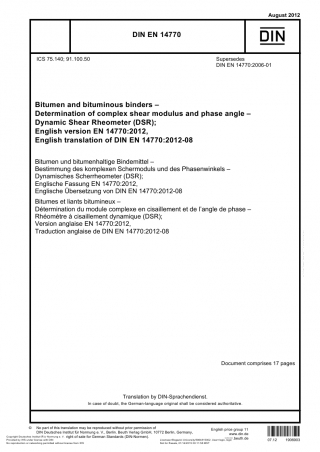 August 2012
DIN EN 14770
DIN
ICS 75.140; 91.100.50
Supersedes
DIN EN 14770:2006-01
Bitumen and bituminous binders –
Determination of complex shear modulus and phase angle –
Dynamic Shear Rheometer (DSR);
English version EN 14770:2012,
English translation of DIN EN 14770:2012-08
Bitumen und bitumenhaltige Bindemittel –
Bestimmung des komplexen Schermoduls und des Phasenwinkels –
Dynamisches Scherrheometer (DSR);
Englische Fassung EN 14770:2012,
Englische Übersetzung von DIN EN 14770:2012-08
Bitumes et liants bitumineux –
Détermination du module complexe en cisaillement et de l'angle de phase –
Rhéomètre à cisaillement dynamique (DSR);
Version anglaise EN 14770:2012,
Traduction anglaise de DIN EN 14770:2012-08
Document comprises 17 pages
Translation by DIN-Sprachendienst.
In case of doubt, the German-language original shall be considered authoritative.
No part of this translation may be reproduced without prior permission of
DIN Deutsches Institut für Normung e. V., Berlin. Beuth Verlag GmbH, 10772 Berlin, Germany,
right of sale for German Standards (DIN-Normen).
English price group 11
www.din.de
www.beuth.de